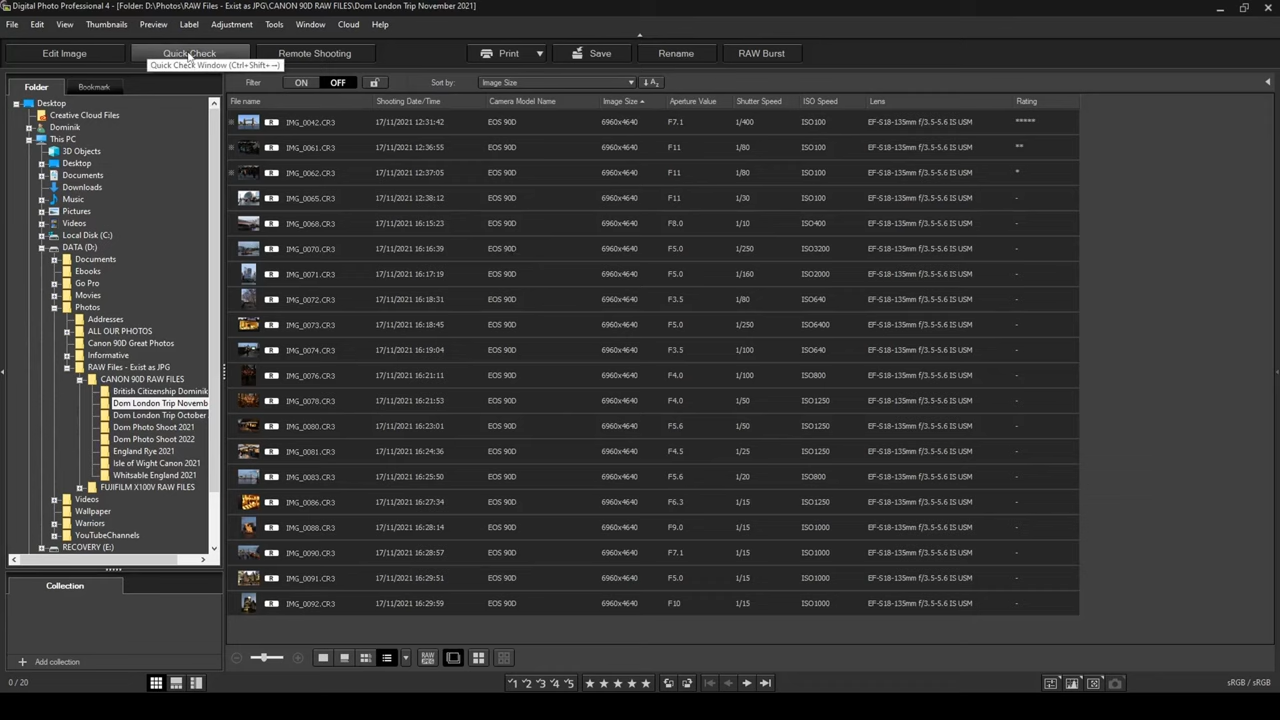 Digital Photo Professional 4 - [Folder: D:\Photos\RAW Files - Exist as JPG\CANON 90D RAW FILES\Dom London Trip November 2021]
File Edit View Thumbnails Preview Label Adjustment Tools Window Cloud Help
Edit Image Quick Check Remote Shooting Print Save Rename RAW Burst
Quick Check Window (Ctrl+Shift+→)
Folder Bookmark
Filter ON OFF Sort by: Image Size
Desktop
Creative Cloud Files
Dominik
This PC
3D Objects
Desktop
Documents
Downloads
Music
Pictures
Videos
Local Disk (C:)
DATA (D:)
Documents
Ebooks
Go Pro
Movies
Photos
Addresses
ALL OUR PHOTOS
Canon 90D Great Photos
Informative
RAW Files - Exist as JPG
CANON 90D RAW FILES
British Citizenship Dominik
Dom London Trip Novemb
Dom London Trip October
Dom Photo Shoot 2021
Dom Photo Shoot 2022
England Rye 2021
Isle of Wight Canon 2021
Whitsable England 2021
FUJIFILM X100V RAW FILES
Videos
Wallpaper
Warriors
YouTubeChannels
RECOVERY (E:)
File name Shooting Date/Time Camera Model Name Image Size Aperture Value Shutter Speed ISO Speed Lens Rating
R IMG_0042.CR3 17/11/2021 12:31:42 EOS 90D 6960x4640 F7.1 1/400 ISO100 EF-S18-135mm f/3.5-5.6 IS USM *****
R IMG_0061.CR3 17/11/2021 12:36:55 EOS 90D 6960x4640 F11 1/80 ISO100 EF-S18-135mm f/3.5-5.6 IS USM **
R IMG_0062.CR3 17/11/2021 12:37:05 EOS 90D 6960x4640 F11 1/80 ISO100 EF-S18-135mm f/3.5-5.6 IS USM *
R IMG_0065.CR3 17/11/2021 12:38:12 EOS 90D 6960x4640 F11 1/30 ISO100 EF-S18-135mm f/3.5-5.6 IS USM -
R IMG_0068.CR3 17/11/2021 16:15:23 EOS 90D 6960x4640 F8.0 1/15 ISO400 EF-S18-135mm f/3.5-5.6 IS USM -
R IMG_0070.CR3 17/11/2021 16:16:39 EOS 90D 6960x4640 F5.0 1/250 ISO3200 EF-S18-135mm f/3.5-5.6 IS USM -
R IMG_0071.CR3 17/11/2021 16:17:19 EOS 90D 6960x4640 F5.0 1/160 ISO2000 EF-S18-135mm f/3.5-5.6 IS USM -
R IMG_0072.CR3 17/11/2021 16:18:31 EOS 90D 6960x4640 F3.5 1/80 ISO640 EF-S18-135mm f/3.5-5.6 IS USM -
R IMG_0073.CR3 17/11/2021 16:18:45 EOS 90D 6960x4640 F5.0 1/250 ISO6400 EF-S18-135mm f/3.5-5.6 IS USM -
R IMG_0074.CR3 17/11/2021 16:19:04 EOS 90D 6960x4640 F3.5 1/100 ISO640 EF-S18-135mm f/3.5-5.6 IS USM -
R IMG_0076.CR3 17/11/2021 16:21:11 EOS 90D 6960x4640 F4.0 1/100 ISO800 EF-S18-135mm f/3.5-5.6 IS USM -
R IMG_0078.CR3 17/11/2021 16:21:53 EOS 90D 6960x4640 F4.0 1/50 ISO1250 EF-S18-135mm f/3.5-5.6 IS USM -
R IMG_0080.CR3 17/11/2021 16:23:01 EOS 90D 6960x4640 F5.6 1/50 ISO1250 EF-S18-135mm f/3.5-5.6 IS USM -
R IMG_0081.CR3 17/11/2021 16:24:36 EOS 90D 6960x4640 F4.5 1/25 ISO1250 EF-S18-135mm f/3.5-5.6 IS USM -
R IMG_0083.CR3 17/11/2021 16:25:45 EOS 90D 6960x4640 F5.6 1/20 ISO800 EF-S18-135mm f/3.5-5.6 IS USM -
R IMG_0086.CR3 17/11/2021 16:27:34 EOS 90D 6960x4640 F6.3 1/15 ISO1250 EF-S18-135mm f/3.5-5.6 IS USM -
R IMG_0088.CR3 17/11/2021 16:28:14 EOS 90D 6960x4640 F9.0 1/15 ISO1000 EF-S18-135mm f/3.5-5.6 IS USM -
R IMG_0090.CR3 17/11/2021 16:28:57 EOS 90D 6960x4640 F7.1 1/15 ISO1000 EF-S18-135mm f/3.5-5.6 IS USM -
R IMG_0091.CR3 17/11/2021 16:29:51 EOS 90D 6960x4640 F5.0 1/15 ISO1000 EF-S18-135mm f/3.5-5.6 IS USM -
R IMG_0092.CR3 17/11/2021 16:29:59 EOS 90D 6960x4640 F10 1/15 ISO1000 EF-S18-135mm f/3.5-5.6 IS USM -
Collection
Add collection
RAW JPEG
0 / 20 1 2 3 4 5 sRGB / sRGB